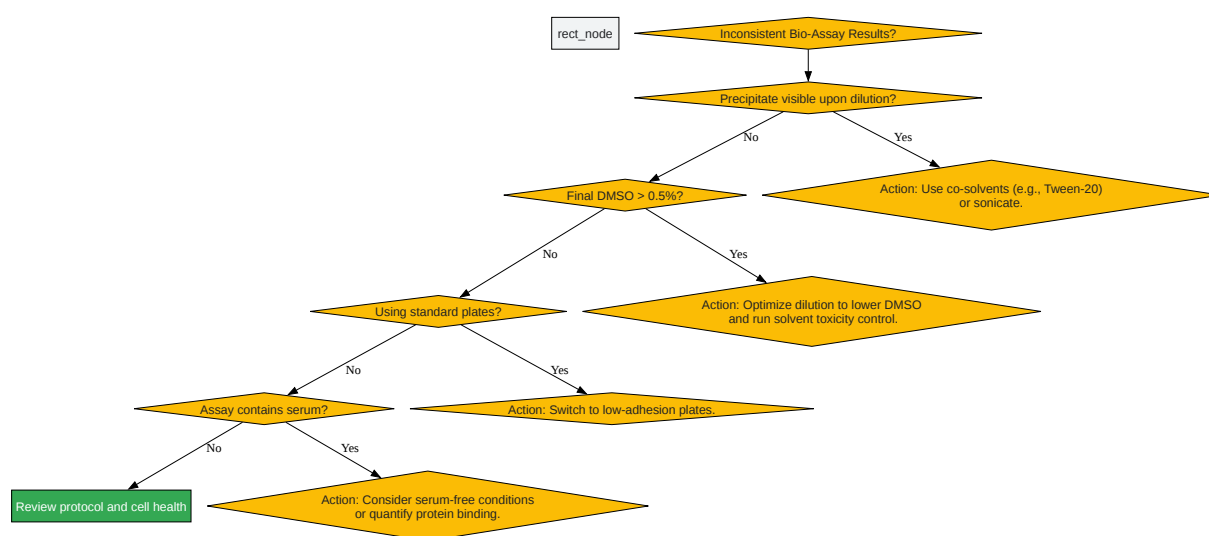 rect_node
Inconsistent Bio-Assay Results?
Precipitate visible upon dilution?
No
Yes
Final DMSO > 0.5%?
Action: Use co-solvents (e.g., Tween-20)
or sonicate.
No
Yes
Using standard plates?
Action: Optimize dilution to lower DMSO
and run solvent toxicity control.
No
Yes
Assay contains serum?
Action: Switch to low-adhesion plates.
No
Yes
Review protocol and cell health
Action: Consider serum-free conditions
or quantify protein binding.